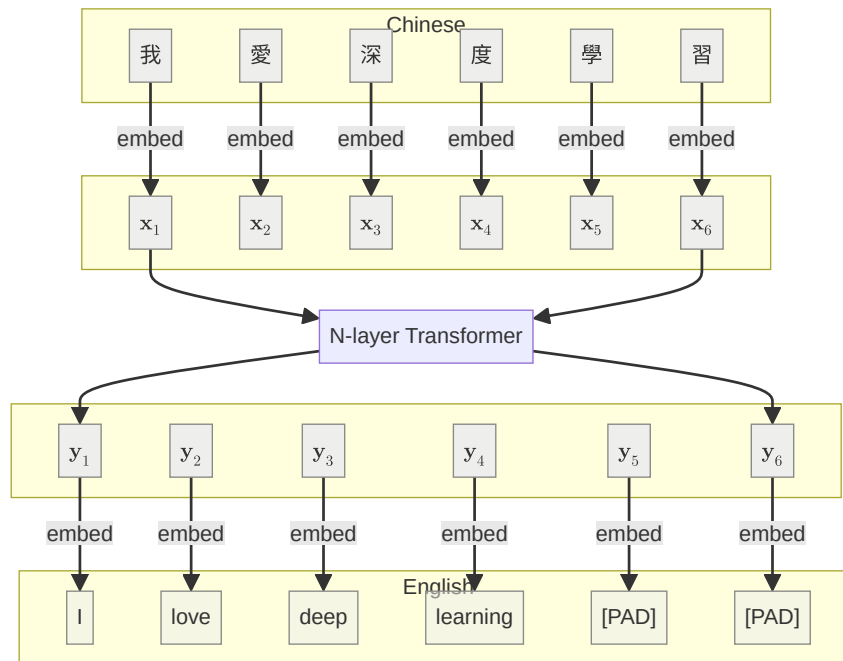 Chinese
我 愛 深 度 學 習
embed embed embed embed embed embed
x₁ x₂ x₃ x₄ x₅ x₆
N-layer Transformer
y₁ y₂ y₃ y₄ y₅ y₆
embed embed embed embed embed embed
English
I love deep learning [PAD] [PAD]